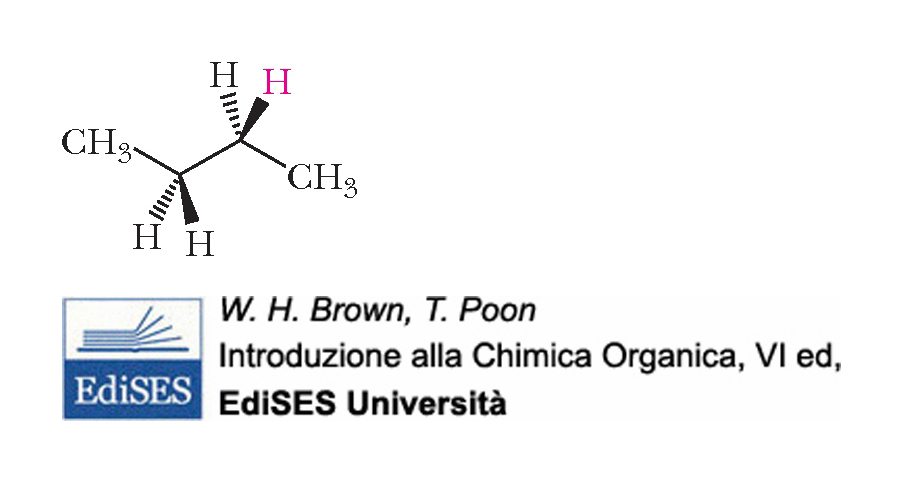 H H
CH3
CH3
H H
EdiSES
W. H. Brown, T. Poon
Introduzione alla Chimica Organica, VI ed,
EdiSES Università